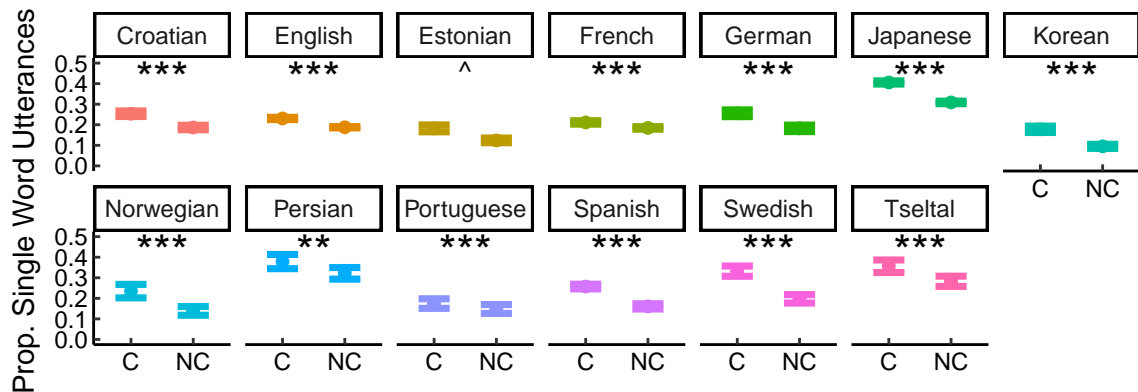 Prop. Single Word Utterances
Croatian English Estonian French German Japanese Korean
*** *** ^ *** *** *** ***
0.5
0.4
0.3
0.2
0.1
0.0
C NC
Norwegian Persian Portuguese Spanish Swedish Tseltal
*** ** *** *** *** ***
0.5
0.4
0.3
0.2
0.1
0.0
C NC C NC C NC C NC C NC C NC